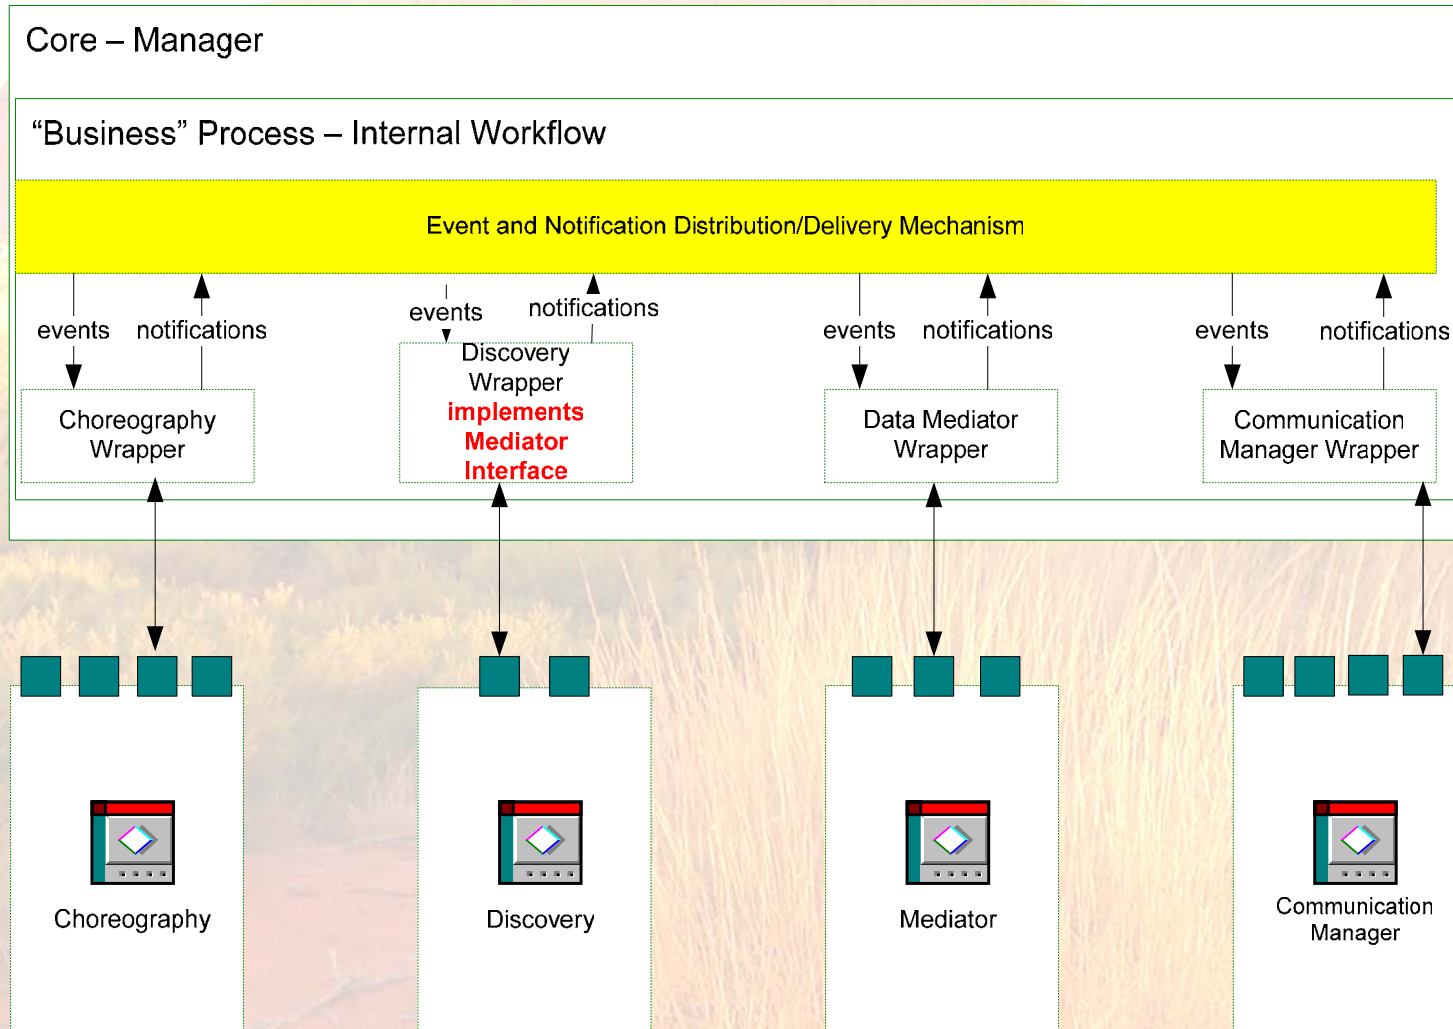 Core – Manager
“Business” Process – Internal Workflow
Event and Notification Distribution/Delivery Mechanism
events
notifications
events
notifications
events
notifications
events
notifications
Choreography
Wrapper
Discovery
Wrapper
implements
Mediator
Interface
Data Mediator
Wrapper
Communication
Manager Wrapper
Choreography
Discovery
Mediator
Communication
Manager